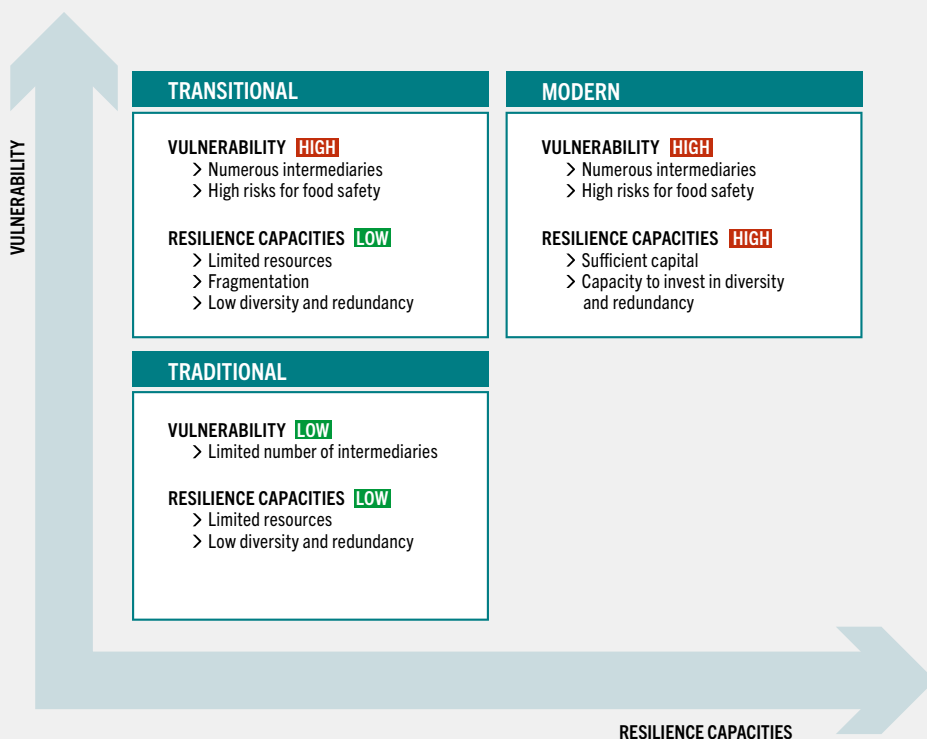 VULNERABILITY
TRANSITIONAL
VULNERABILITY HIGH
> Numerous intermediaries
> High risks for food safety
RESILIENCE CAPACITIES LOW
> Limited resources
> Fragmentation
> Low diversity and redundancy
MODERN
VULNERABILITY HIGH
> Numerous intermediaries
> High risks for food safety
RESILIENCE CAPACITIES HIGH
> Sufficient capital
> Capacity to invest in diversity
and redundancy
TRADITIONAL
VULNERABILITY LOW
> Limited number of intermediaries
RESILIENCE CAPACITIES LOW
> Limited resources
> Low diversity and redundancy
RESILIENCE CAPACITIES